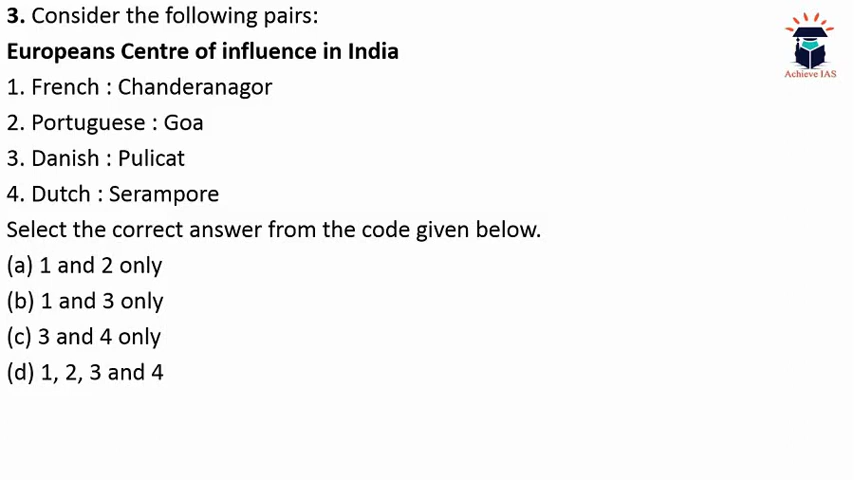 3. Consider the following pairs:
Europeans Centre of influence in India
1. French : Chanderanagor
2. Portuguese : Goa
3. Danish : Pulicat
4. Dutch : Serampore
Select the correct answer from the code given below.
(a) 1 and 2 only
(b) 1 and 3 only
(c) 3 and 4 only
(d) 1, 2, 3 and 4
Achieve IAS